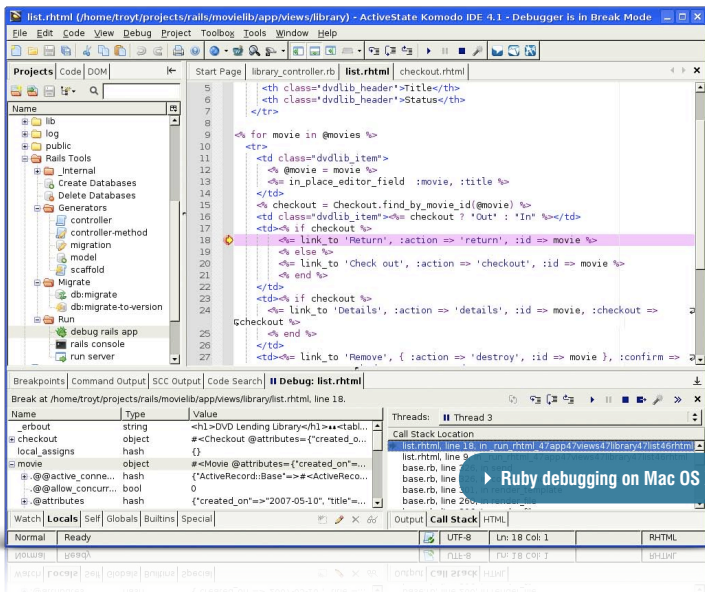 list.rhtml (/home/troyt/projects/rails/movielib/app/views/library) - ActiveState Komodo IDE 4.1 - Debugger is in Break Mode
File Edit Code View Debug Project Toolbox Tools Window Help
Projects Code DOM
Start Page library_controller.rb list.rhtml checkout.rhtml
Name
lib
log
public
Rails Tools
_Internal
Create Databases
Delete Databases
Generators
controller
controller-method
migration
model
scaffold
Migrate
db:migrate
db:migrate-to-version
Run
debug rails app
rails console
run server
5 <th class="dvdlib_header">Title</th>
6 <th class="dvdlib_header">Status</th>
7 </tr>
8
9 <% for movie in @movies %>
10 <tr>
11 <td class="dvdlib_item">
12 <% @movie = movie %>
13 <%= in_place_editor_field :movie, :title %>
14 </td>
15 <% checkout = Checkout.find_by_movie_id(@movie) %>
16 <td class="dvdlib_item"><%= checkout ? "Out" : "In" %></td>
17 <td><% if checkout %>
18 <%= link_to 'Return', :action => 'return', :id => movie %>
19 <% else %>
20 <%= link_to 'Check out', :action => 'checkout', :id => movie %>
21 <% end %>
22 </td>
23 <td><% if checkout %>
24 <%= link_to 'Details', :action => 'details', :id => movie, :checkout =>
checkout %>
25 <% end %>
26 </td>
27 <td><%= link_to 'Remove', { :action => 'destroy', :id => movie }, :confirm =>
Breakpoints Command Output SCC Output Code Search Debug: list.rhtml
Break at /home/troyt/projects/rails/movielib/app/views/library/list.rhtml, line 18.
Name Type Value
_erbout string <h1>DVD Lending Library</h1><tabl...
checkout object #<Checkout @attributes={"created_o...
local_assigns hash {}
movie object #<Movie @attributes={"created_on"=...
.@@active_conne... hash {"ActiveRecord::Base"=>#<ActiveReco...
.@@allow_concurr... bool 0
.@attributes hash {"created_on"=>"2007-05-10", "title"=...
Threads: Thread 3
Call Stack Location
list.rhtml, line 18, in _run_rhtml_47app47views47library47list46rhtml
list.rhtml, line 9
base.rb, line
base.rb, line
base.rb, line
base.rb, line 260, in render_file
Ruby debugging on Mac OS
Watch Locals Self Globals Builtins Special
Output Call Stack HTML
Normal Ready UTF-8 Ln: 18 Col: 1 RHTML